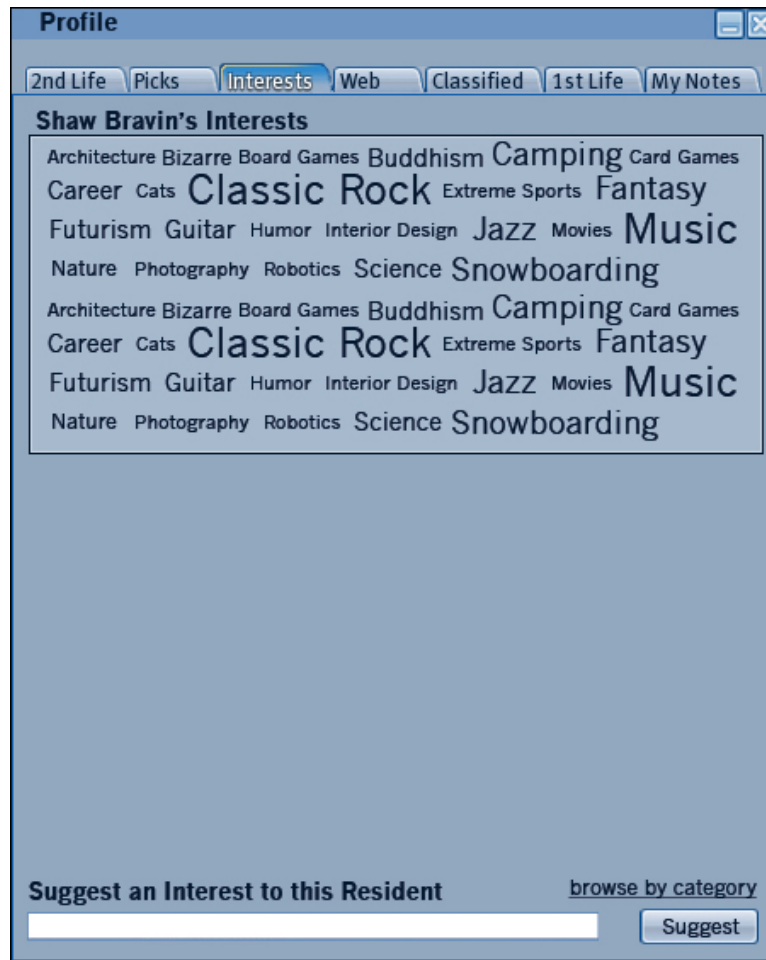 Profile
2nd Life Picks Interests Web Classified 1st Life My Notes
Shaw Bravin's Interests
Architecture Bizarre Board Games Buddhism Camping Card Games
Career Cats Classic Rock Extreme Sports Fantasy
Futurism Guitar Humor Interior Design Jazz Movies Music
Nature Photography Robotics Science Snowboarding
Architecture Bizarre Board Games Buddhism Camping Card Games
Career Cats Classic Rock Extreme Sports Fantasy
Futurism Guitar Humor Interior Design Jazz Movies Music
Nature Photography Robotics Science Snowboarding
Suggest an Interest to this Resident browse by category
Suggest